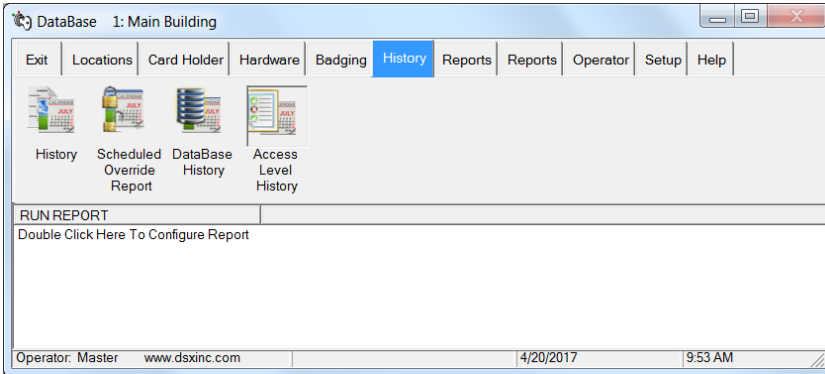 DataBase 1: Main Building
Exit Locations Card Holder Hardware Badging History Reports Reports Operator Setup Help
History Scheduled Override Report DataBase History Access Level History
RUN REPORT
Double Click Here To Configure Report
Operator: Master www.dsxinc.com 4/20/2017 9:53 AM